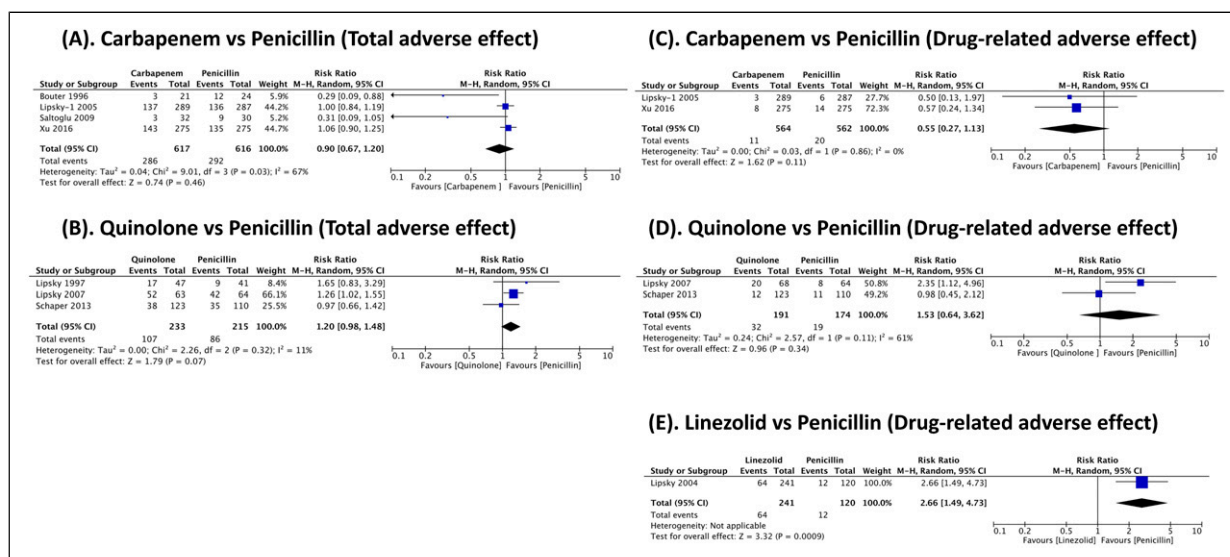 (A). Carbapenem vs Penicillin (Total adverse effect)
Carbapenem Penicillin Risk Ratio Risk Ratio
Study or Subgroup Events Total Events Total Weight M-H, Random, 95% CI M-H, Random, 95% CI
Bouter 1996 3 21 12 24 5.9% 0.29 [0.09, 0.88]
Lipsky-1 2005 137 289 136 287 44.2% 1.00 [0.84, 1.19]
Saltoglu 2009 3 32 9 30 5.2% 0.31 [0.09, 1.05]
Xu 2016 143 275 135 275 44.7% 1.06 [0.90, 1.25]
Total (95% CI) 617 616 100.0% 0.90 [0.67, 1.20]
Total events 286 292
Heterogeneity: Tau² = 0.04; Chi² = 9.01, df = 3 (P = 0.03); I² = 67%
Test for overall effect: Z = 0.74 (P = 0.46)
0.1 0.2 0.5 1 2 5 10
Favours [Carbapenem ] Favours [Penicillin]
(B). Quinolone vs Penicillin (Total adverse effect)
Quinolone Penicillin Risk Ratio Risk Ratio
Study or Subgroup Events Total Events Total Weight M-H, Random, 95% CI M-H, Random, 95% CI
Lipsky 1997 17 47 9 41 8.4% 1.65 [0.83, 3.29]
Lipsky 2007 52 63 42 64 66.1% 1.26 [1.02, 1.55]
Schaper 2013 38 123 35 110 25.5% 0.97 [0.66, 1.42]
Total (95% CI) 233 215 100.0% 1.20 [0.98, 1.48]
Total events 107 86
Heterogeneity: Tau² = 0.00; Chi² = 2.26, df = 2 (P = 0.32); I² = 11%
Test for overall effect: Z = 1.79 (P = 0.07)
0.1 0.2 0.5 1 2 5 10
Favours [Quinolone] Favours [Penicillin]
(C). Carbapenem vs Penicillin (Drug-related adverse effect)
Carbapenem Penicillin Risk Ratio Risk Ratio
Study or Subgroup Events Total Events Total Weight M-H, Random, 95% CI M-H, Random, 95% CI
Lipsky-1 2005 3 289 6 287 27.7% 0.50 [0.13, 1.97]
Xu 2016 8 275 14 275 72.3% 0.57 [0.24, 1.34]
Total (95% CI) 564 562 100.0% 0.55 [0.27, 1.13]
Total events 11 20
Heterogeneity: Tau² = 0.00; Chi² = 0.03, df = 1 (P = 0.86); I² = 0%
Test for overall effect: Z = 1.62 (P = 0.11)
0.1 0.2 0.5 1 2 5 10
Favours [Carbapenem ] Favours [Penicillin]
(D). Quinolone vs Penicillin (Drug-related adverse effect)
Quinolone Penicillin Risk Ratio Risk Ratio
Study or Subgroup Events Total Events Total Weight M-H, Random, 95% CI M-H, Random, 95% CI
Lipsky 2007 20 68 8 64 50.8% 2.35 [1.12, 4.96]
Schaper 2013 12 123 11 110 49.2% 0.98 [0.45, 2.12]
Total (95% CI) 191 174 100.0% 1.53 [0.64, 3.62]
Total events 32 19
Heterogeneity: Tau² = 0.24; Chi² = 2.57, df = 1 (P = 0.11); I² = 61%
Test for overall effect: Z = 0.96 (P = 0.34)
0.1 0.2 0.5 1 2 5 10
Favours [Quinolone ] Favours [Penicillin]
(E). Linezolid vs Penicillin (Drug-related adverse effect)
Linezolid Penicillin Risk Ratio Risk Ratio
Study or Subgroup Events Total Events Total Weight M-H, Random, 95% CI M-H, Random, 95% CI
Lipsky 2004 64 241 12 120 100.0% 2.66 [1.49, 4.73]
Total (95% CI) 241 120 100.0% 2.66 [1.49, 4.73]
Total events 64 12
Heterogeneity: Not applicable
Test for overall effect: Z = 3.32 (P = 0.0009)
0.1 0.2 0.5 1 2 5 10
Favours [Linezolid] Favours [Penicillin]